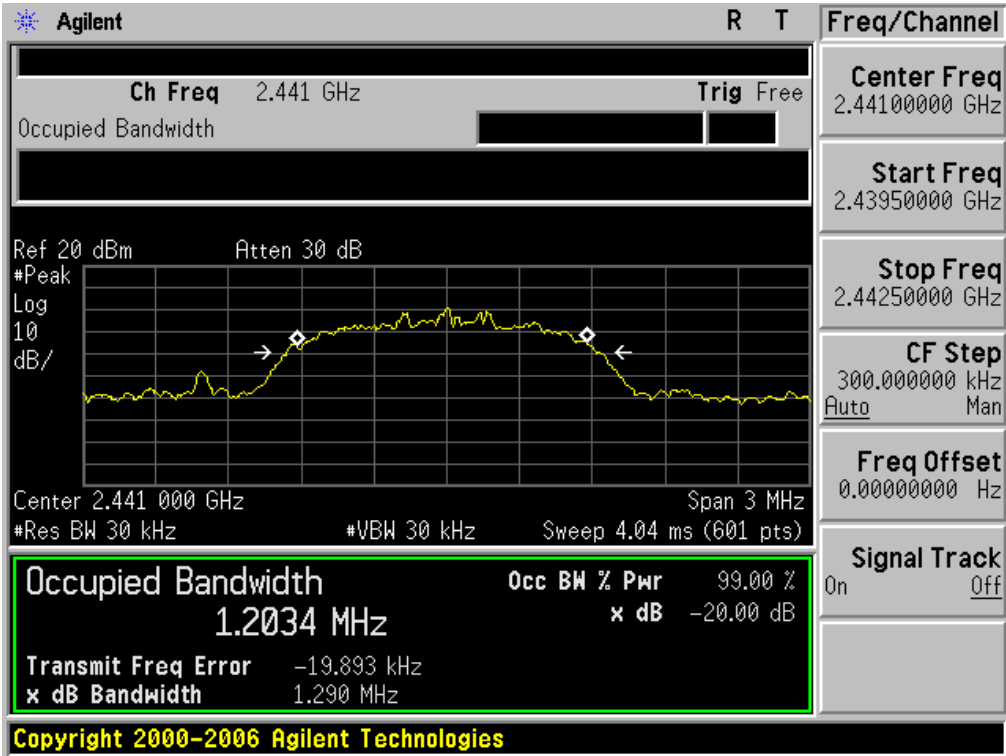 Agilent R T Freq/Channel
Ch Freq 2.441 GHz Trig Free
Occupied Bandwidth
Center Freq
2.44100000 GHz
Start Freq
2.43950000 GHz
Stop Freq
2.44250000 GHz
CF Step
300.000000 kHz
Auto Man
Freq Offset
0.00000000 Hz
Signal Track
On Off
Ref 20 dBm Atten 30 dB
#Peak
Log
10
dB/
Center 2.441 000 GHz Span 3 MHz
#Res BW 30 kHz #VBW 30 kHz Sweep 4.04 ms (601 pts)
Occupied Bandwidth Occ BW % Pwr 99.00 %
1.2034 MHz x dB -20.00 dB
Transmit Freq Error -19.893 kHz
x dB Bandwidth 1.290 MHz
Copyright 2000-2006 Agilent Technologies